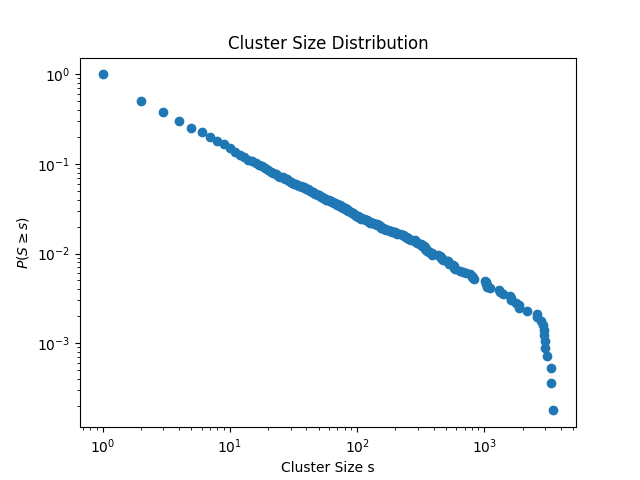 Cluster Size Distribution
P(S ≥ s)
10⁰
10⁻¹
10⁻²
10⁻³
10⁰ 10¹ 10² 10³
Cluster Size s